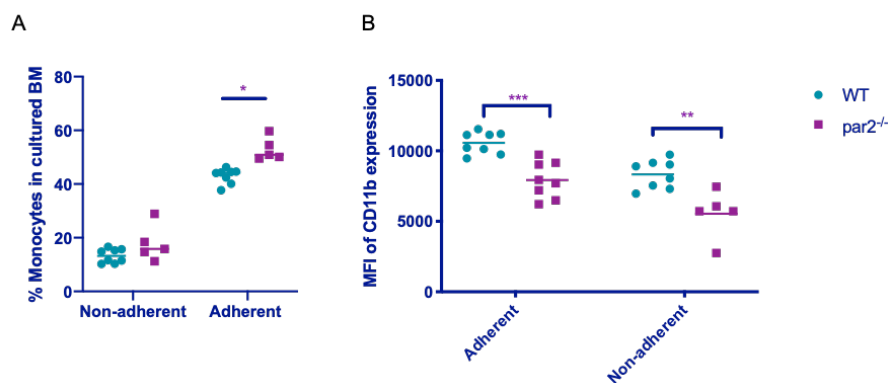 A
% Monocytes in cultured BM
80
60
40
20
0
*
Non-adherent
Adherent
B
MFI of CD11b expression
15000
10000
5000
0
***
**
Adherent
Non-adherent
WT
par2-/-